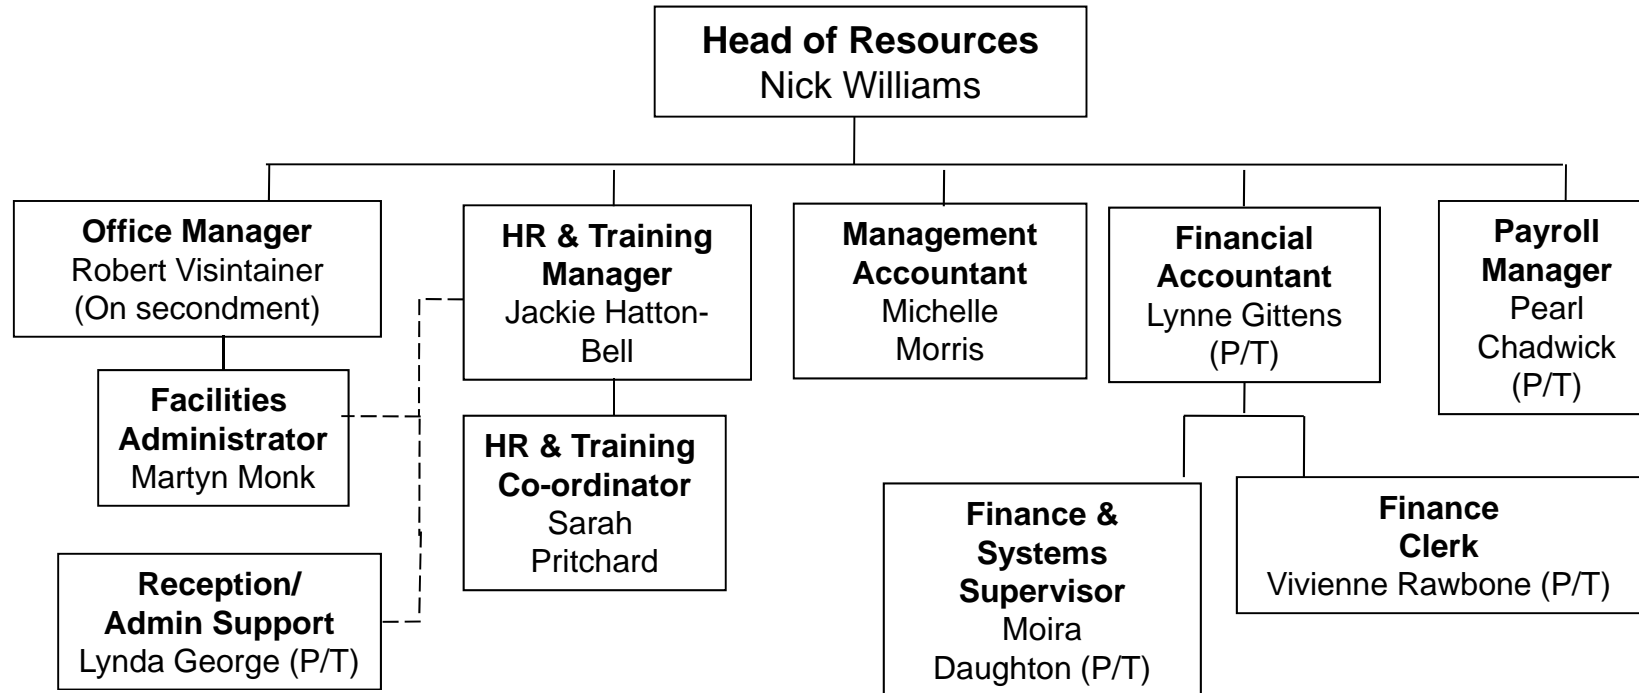 Head of Resources
Nick Williams
Office Manager
Robert Visintainer
(On secondment)
HR & Training
Manager
Jackie Hatton-
Bell
Management
Accountant
Michelle
Morris
Financial
Accountant
Lynne Gittens
(P/T)
Payroll
Manager
Pearl
Chadwick
(P/T)
Facilities
Administrator
Martyn Monk
HR & Training
Co-ordinator
Sarah
Pritchard
Finance &
Systems
Supervisor
Moira
Daughton (P/T)
Finance
Clerk
Vivienne Rawbone (P/T)
Reception/
Admin Support
Lynda George (P/T)